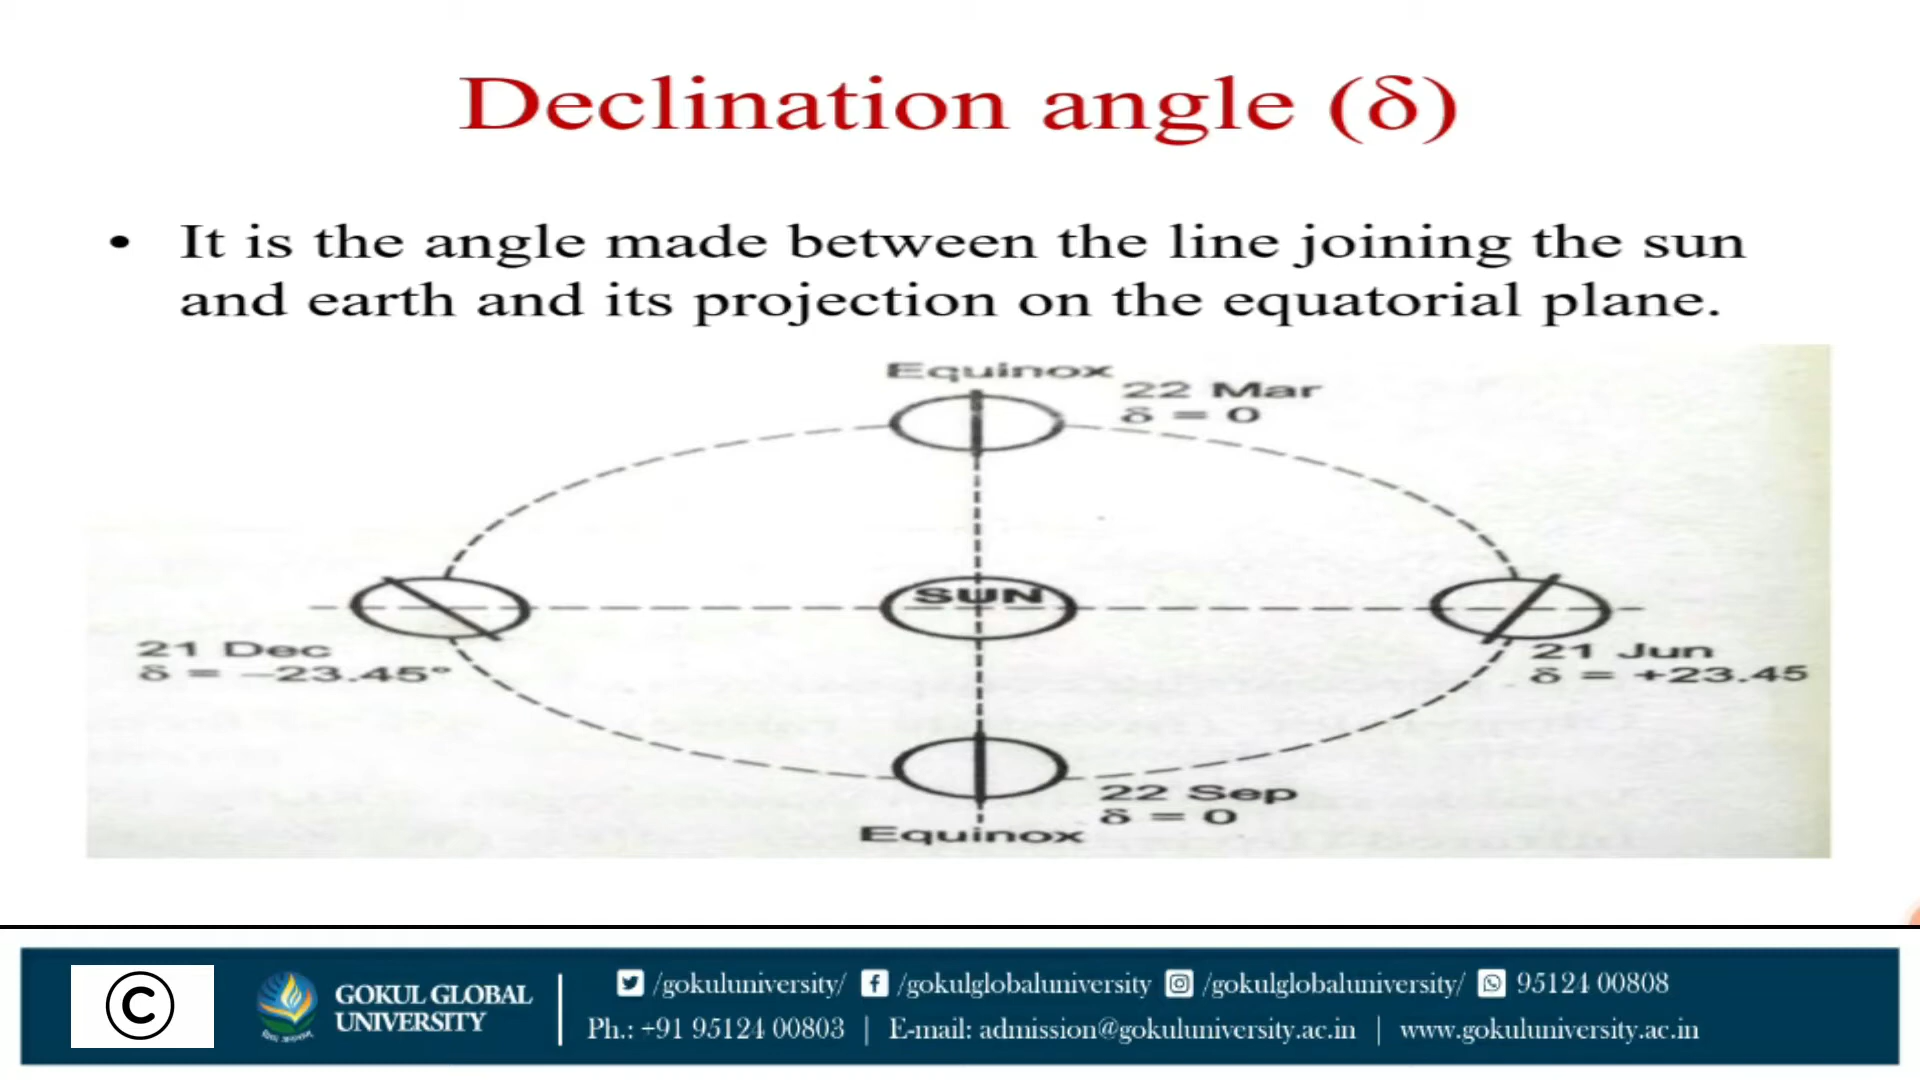 Declination angle (δ)
• It is the angle made between the line joining the sun
and earth and its projection on the equatorial plane.
Equinox
22 Mar
δ = 0
SUN
21 Dec
δ = −23.45°
21 Jun
δ = +23.45
22 Sep
δ = 0
Equinox
©
GOKUL GLOBAL
UNIVERSITY
/gokuluniversity/ /gokulglobaluniversity /gokulglobaluniversity/ 95124 00808
Ph.: +91 95124 00803 | E-mail: admission@gokuluniversity.ac.in | www.gokuluniversity.ac.in